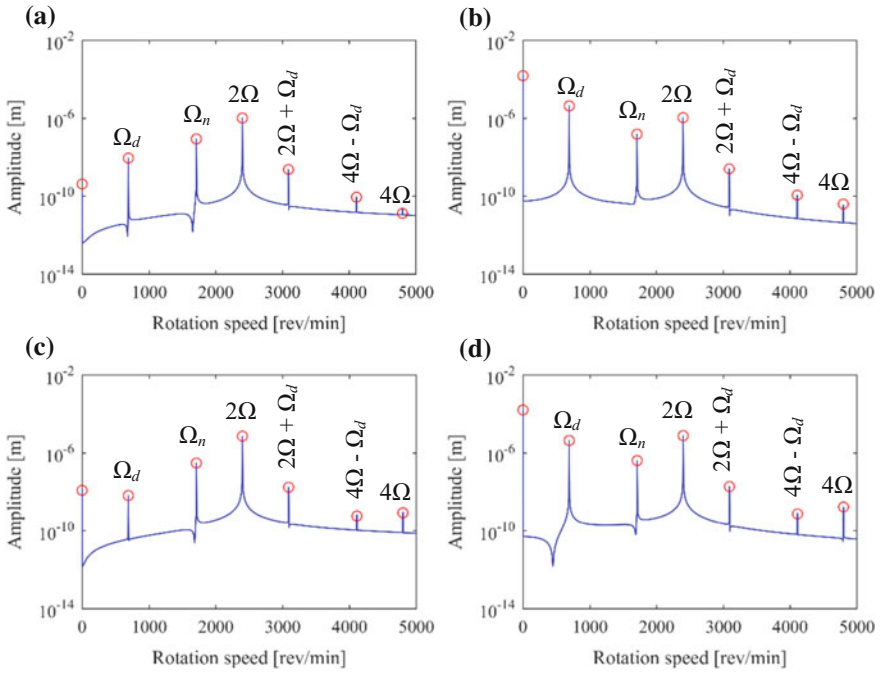 (a)
10^-2
10^-6
10^-10
10^-14
Amplitude [m]
Ω_d
Ω_n
2Ω
2Ω + Ω_d
4Ω - Ω_d
4Ω
0 1000 2000 3000 4000 5000
Rotation speed [rev/min]
(b)
10^-2
10^-6
10^-10
10^-14
Amplitude [m]
Ω_d
Ω_n
2Ω
2Ω + Ω_d
4Ω - Ω_d
4Ω
0 1000 2000 3000 4000 5000
Rotation speed [rev/min]
(c)
10^-2
10^-6
10^-10
10^-14
Amplitude [m]
Ω_d
Ω_n
2Ω
2Ω + Ω_d
4Ω - Ω_d
4Ω
0 1000 2000 3000 4000 5000
Rotation speed [rev/min]
(d)
10^-2
10^-6
10^-10
10^-14
Amplitude [m]
Ω_d
Ω_n
2Ω
2Ω + Ω_d
4Ω - Ω_d
4Ω
0 1000 2000 3000 4000 5000
Rotation speed [rev/min]